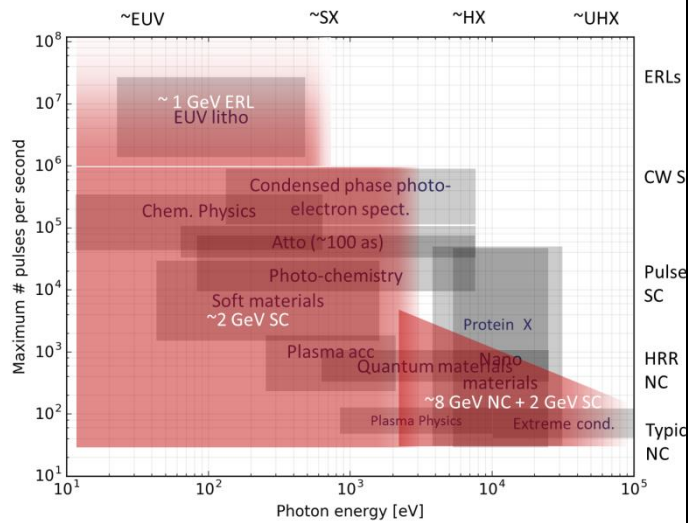 ~EUV ~SX ~HX ~UHX
10^8
ERLs
~ 1 GeV ERL
10^7
EUV litho
10^6
CW S
Condensed phase photo-
electron spect.
Chem. Physics
10^5
Atto (~100 as)
Photo-chemistry
Pulse
SC
10^4
Soft materials
~2 GeV SC
Protein X
Plasma acc
10^3
HRR
NC
Nano
Quantum materials
materials
~8 GeV NC + 2 GeV SC
10^2
Plasma Physics
Extreme cond.
Typic
NC
10^1
Maximum # pulses per second
10^1 10^2 10^3 10^4 10^5
Photon energy [eV]